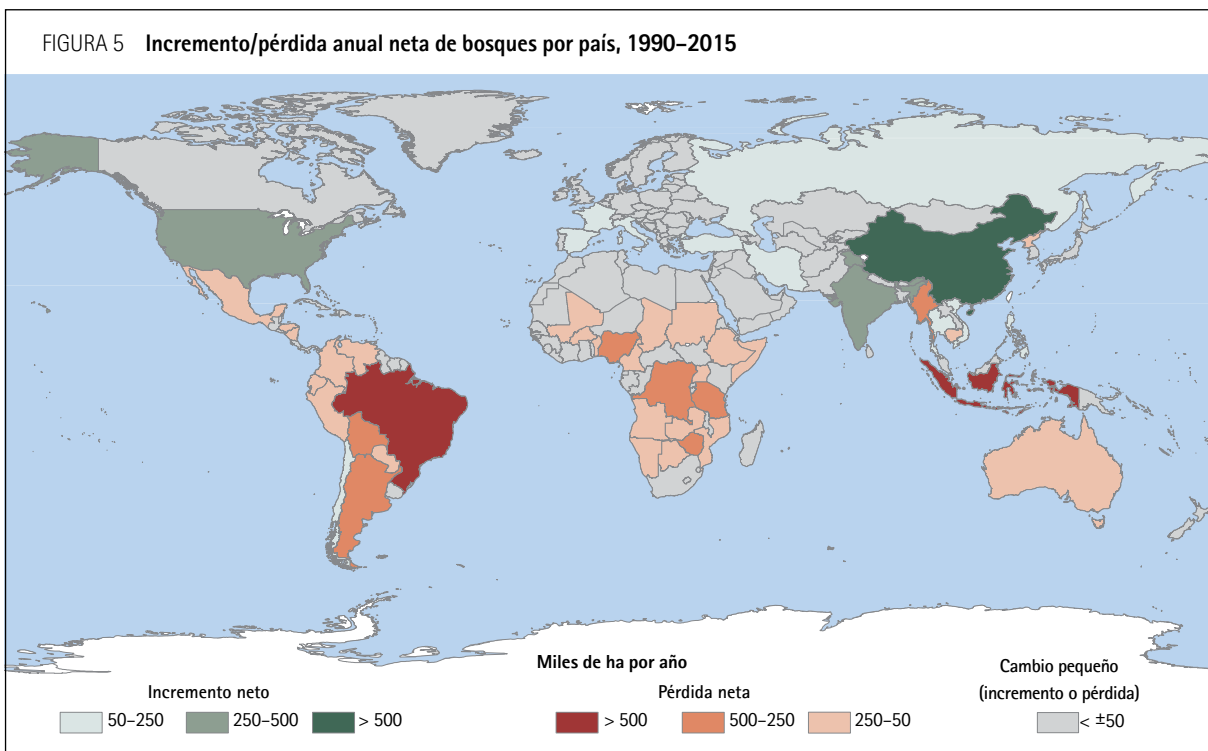 FIGURA 5 Incremento/pérdida anual neta de bosques por país, 1990–2015
Miles de ha por año
Incremento neto
50–250 250–500 > 500
Pérdida neta
> 500 500–250 250–50
Cambio pequeño
(incremento o pérdida)
< ±50